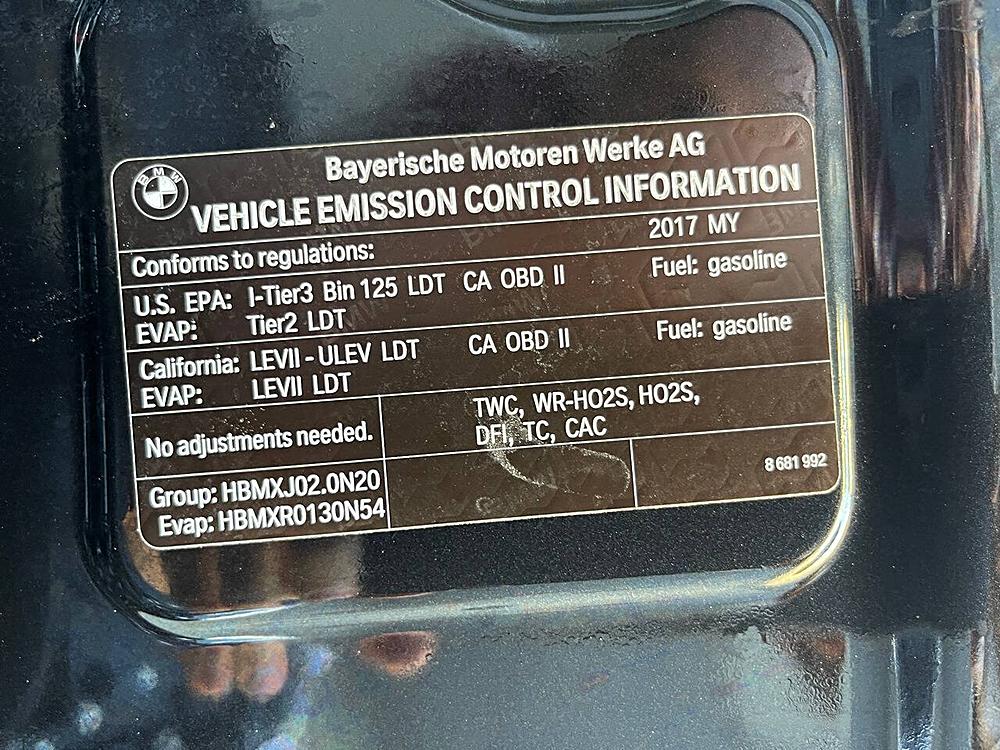 BMW
Bayerische Motoren Werke AG
VEHICLE EMISSION CONTROL INFORMATION
Conforms to regulations: 2017 MY
U.S. EPA: I-Tier3 Bin 125 LDT CA OBD II Fuel: gasoline
EVAP: Tier2 LDT
California: LEVII - ULEV LDT CA OBD II Fuel: gasoline
EVAP: LEVII LDT
No adjustments needed.
TWC, WR-HO2S, HO2S,
DFI, TC, CAC
Group: HBMXJ02.0N20
Evap: HBMXR0130N54
8 681 992